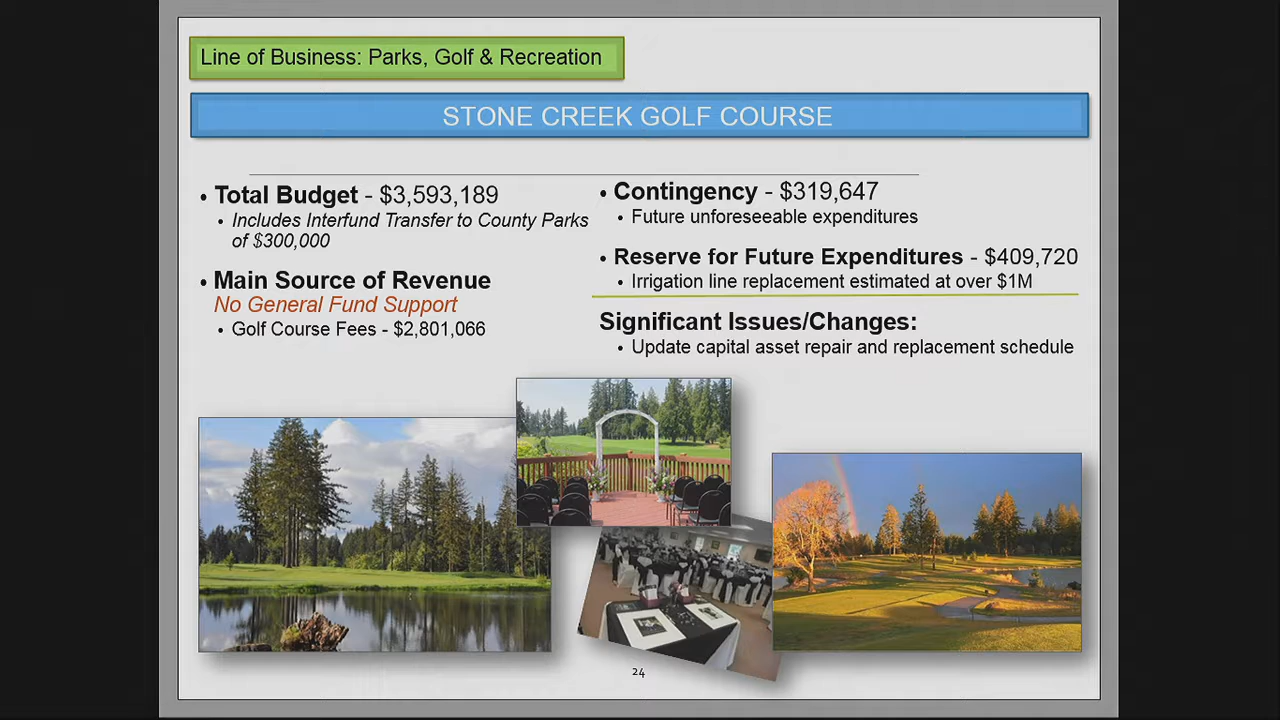 Line of Business: Parks, Golf & Recreation
STONE CREEK GOLF COURSE
• Total Budget - $3,593,189
• Includes Interfund Transfer to County Parks
of $300,000
• Main Source of Revenue
No General Fund Support
• Golf Course Fees - $2,801,066
• Contingency - $319,647
• Future unforeseeable expenditures
• Reserve for Future Expenditures - $409,720
• Irrigation line replacement estimated at over $1M
Significant Issues/Changes:
• Update capital asset repair and replacement schedule
24